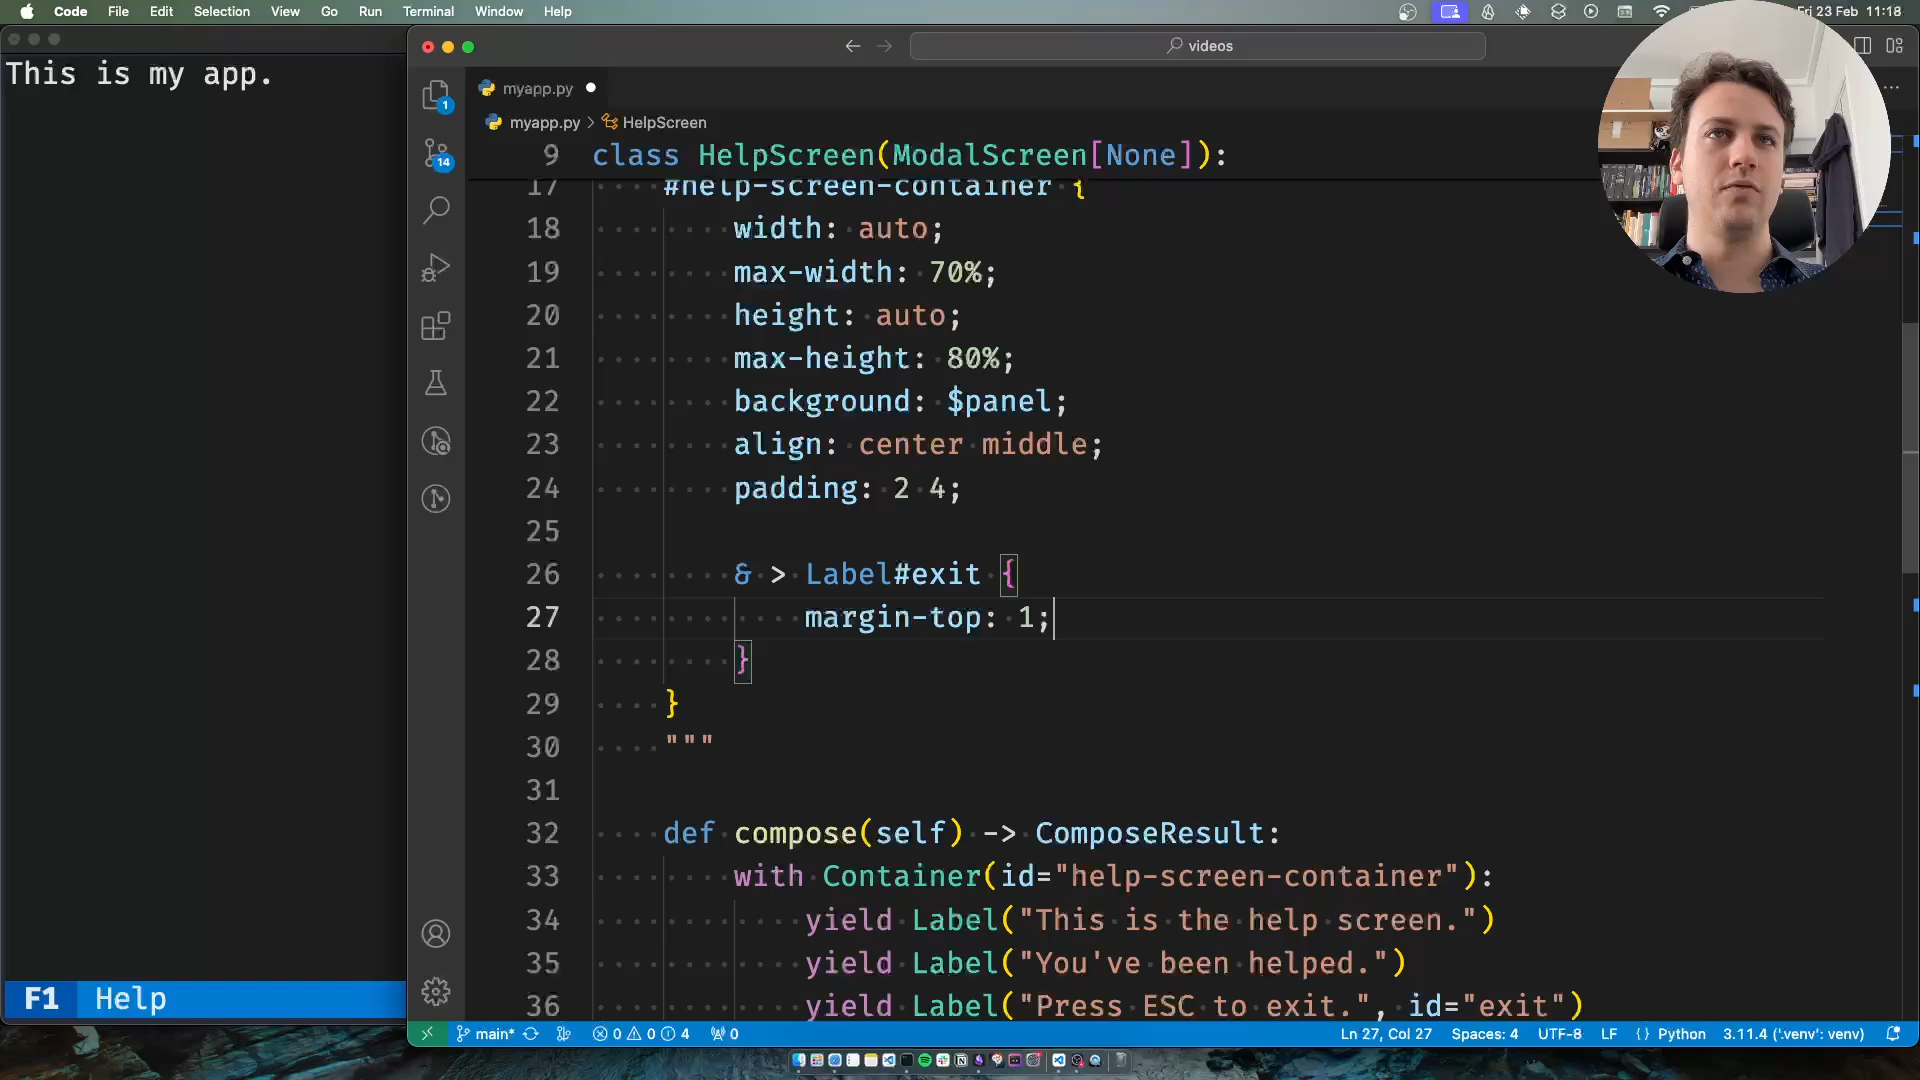 Code File Edit Selection View Go Run Terminal Window Help
Fri 23 Feb 11:18
This is my app.
F1 Help
videos
myapp.py
myapp.py > HelpScreen
1
14
9 class HelpScreen(ModalScreen[None]):
17 #help-screen-container {
18 width: auto;
19 max-width: 70%;
20 height: auto;
21 max-height: 80%;
22 background: $panel;
23 align: center middle;
24 padding: 2 4;
25
26 & > Label#exit {
27 margin-top: 1;
28 }
29 }
30 """
31
32 def compose(self) -> ComposeResult:
33 with Container(id="help-screen-container"):
34 yield Label("This is the help screen.")
35 yield Label("You've been helped.")
36 yield Label("Press ESC to exit.", id="exit")
main* 0 0 4 0 Ln 27, Col 27 Spaces: 4 UTF-8 LF { } Python 3.11.4 ('.venv': venv)